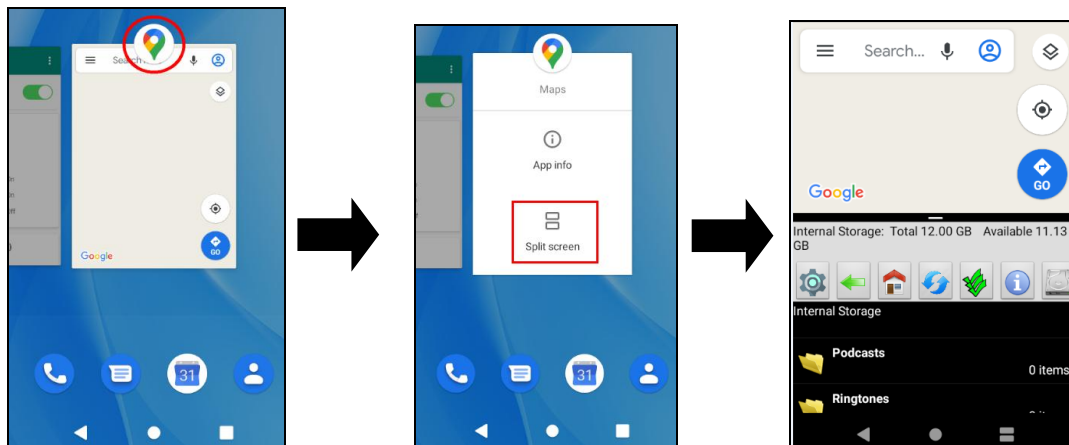 Search
Google
GO
31
Maps
App info
Split screen
31
Search...
GO
Google
Internal Storage: Total 12.00 GB Available 11.13
GB
Internal Storage
Podcasts
0 items
Ringtones